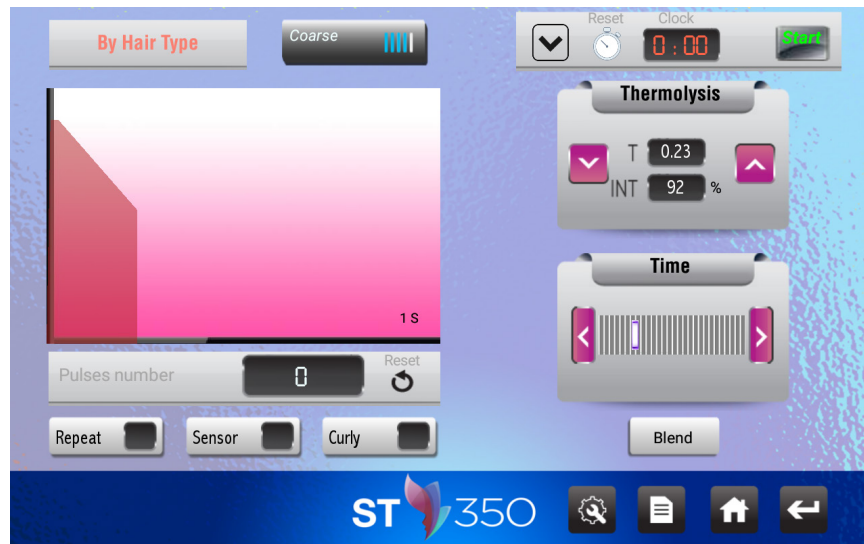 By Hair Type
Coarse
Reset
Clock
0:00
Start
Thermolysis
T 0.23
INT 92 %
1 S
Time
Pulses number
0
Reset
Repeat
Sensor
Curly
Blend
ST 350